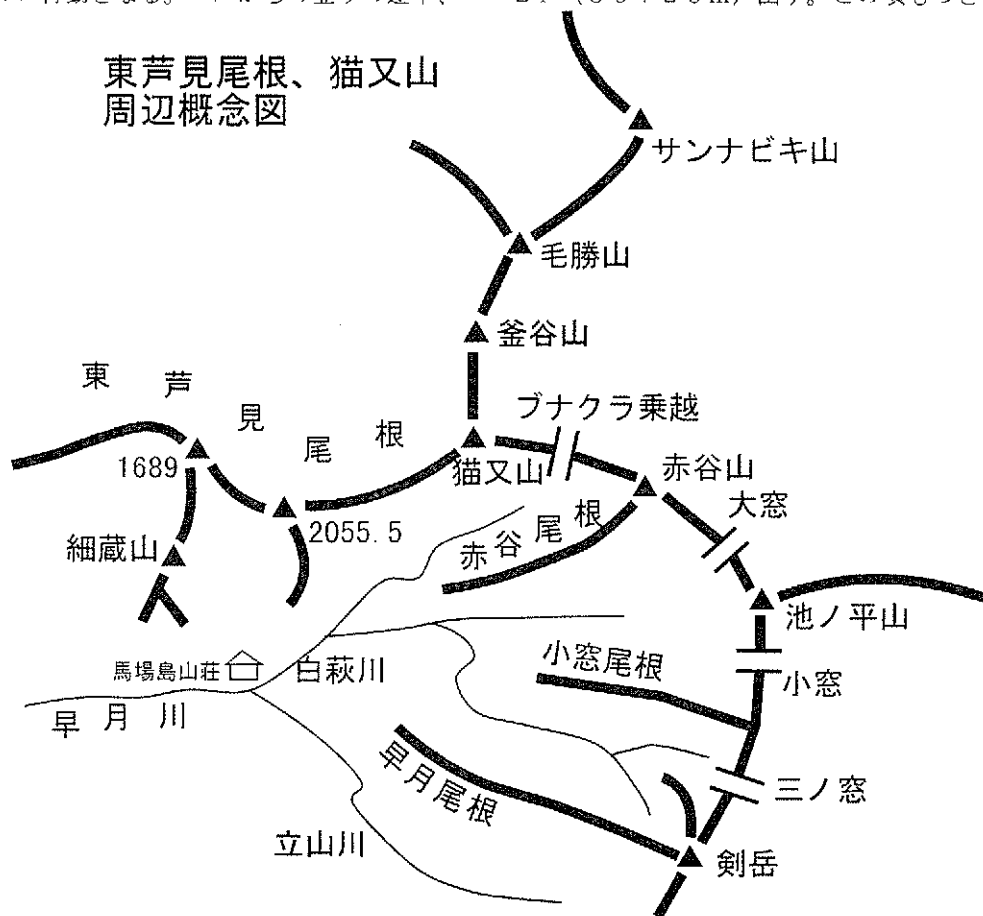 東芦見尾根、猫又山
周辺概念図
サンナビキ山
毛勝山
釜谷山
東芦見尾根
ブナクラ乗越
猫又山
赤谷山
大窓
1689
2055.5
赤谷尾根
細蔵山
池ノ平山
小窓尾根
小窓
馬場島山荘
白萩川
早月川
早月尾根
三ノ窓
立山川
剣岳